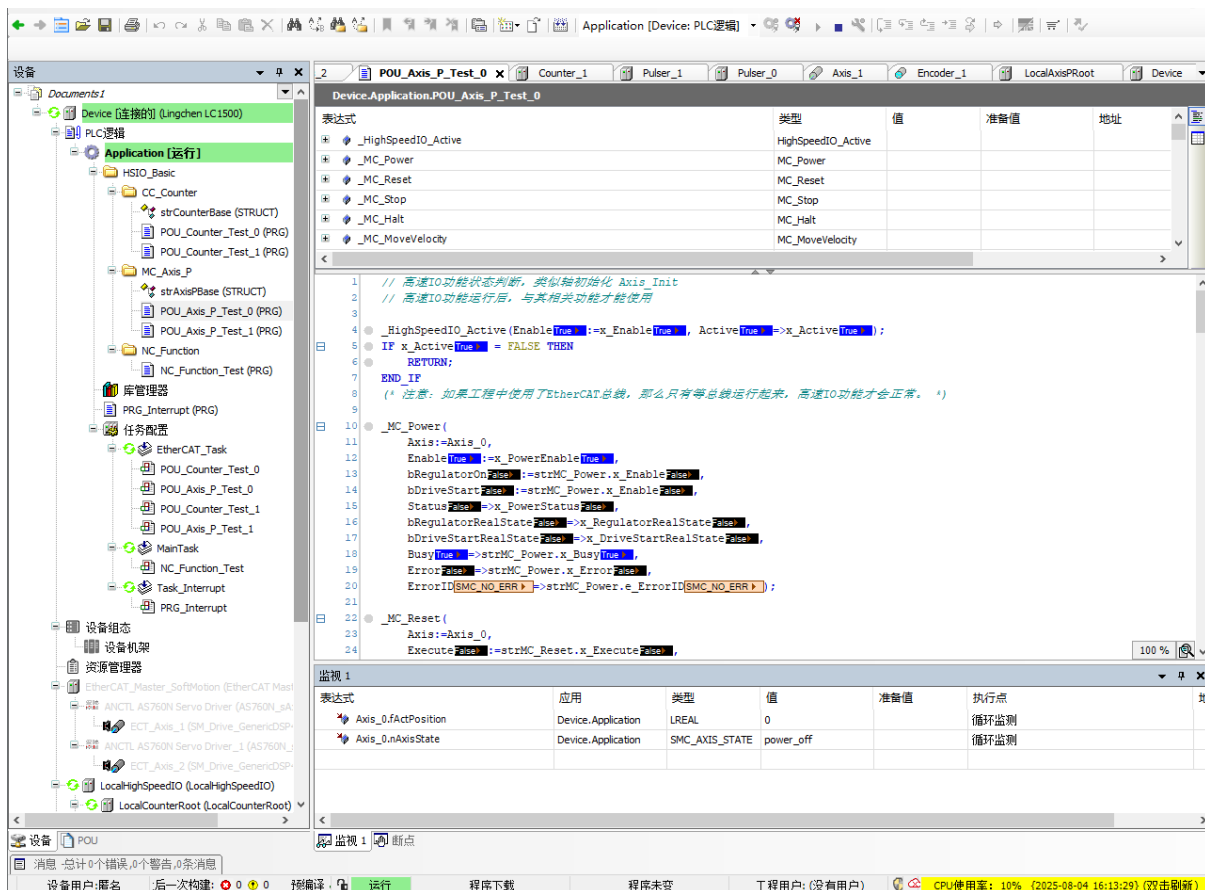 Application [Device: PLC逻辑]
设备
Documents1
Device [连接的] (Lingchen LC1500)
PLC逻辑
Application [运行]
HSIO_Basic
CC_Counter
strCounterBase (STRUCT)
POU_Counter_Test_0 (PRG)
POU_Counter_Test_1 (PRG)
MC_Axis_P
strAxisPBase (STRUCT)
POU_Axis_P_Test_0 (PRG)
POU_Axis_P_Test_1 (PRG)
NC_Function
NC_Function_Test (PRG)
库管理器
PRG_Interrupt (PRG)
任务配置
EtherCAT_Task
POU_Counter_Test_0
POU_Axis_P_Test_0
POU_Counter_Test_1
POU_Axis_P_Test_1
MainTask
NC_Function_Test
Task_Interrupt
PRG_Interrupt
设备组态
设备机架
资源管理器
EtherCAT_Master_SoftMotion (EtherCAT Mast
ANCTL AS760N Servo Driver (AS760N_sA:
ECT_Axis_1 (SM_Drive_GenericDSP
ANCTL AS760N Servo Driver_1 (AS760N_
ECT_Axis_2 (SM_Drive_GenericDSP
LocalHighSpeedIO (LocalHighSpeedIO)
LocalCounterRoot (LocalCounterRoot)
设备 POU
_2 POU_Axis_P_Test_0 Counter_1 Pulser_1 Pulser_0 Axis_1 Encoder_1 LocalAxisPRoot Device
Device.Application.POU_Axis_P_Test_0
表达式 类型 值 准备值 地址
_HighSpeedIO_Active HighSpeedIO_Active
_MC_Power MC_Power
_MC_Reset MC_Reset
_MC_Stop MC_Stop
_MC_Halt MC_Halt
_MC_MoveVelocity MC_MoveVelocity
1 // 高速IO功能状态判断，类似轴初始化 Axis_Init
2 // 高速IO功能运行后，与其相关功能才能使用
3
4 _HighSpeedIO_Active(Enable True :=x_Enable True , Active True =>x_Active True );
5 IF x_Active True = FALSE THEN
6 RETURN;
7 END_IF
8 (* 注意：如果工程中使用了EtherCAT总线，那么只有等总线运行起来，高速IO功能才会正常。 *)
9
10 _MC_Power(
11 Axis:=Axis_0,
12 Enable True :=x_PowerEnable True ,
13 bRegulatorOn False :=strMC_Power.x_Enable False ,
14 bDriveStart False :=strMC_Power.x_Enable False ,
15 Status False =>x_PowerStatus False ,
16 bRegulatorRealState False =>x_RegulatorRealState False ,
17 bDriveStartRealState False =>x_DriveStartRealState False ,
18 Busy True =>strMC_Power.x_Busy True ,
19 Error False =>strMC_Power.x_Error False ,
20 ErrorID SMC_NO_ERR =>strMC_Power.e_ErrorID SMC_NO_ERR );
21
22 _MC_Reset(
23 Axis:=Axis_0,
24 Execute False :=strMC_Reset.x_Execute False ,
100 %
监视 1
表达式 应用 类型 值 准备值 执行点
Axis_0.fActPosition Device.Application LREAL 0 循环监测
Axis_0.nAxisState Device.Application SMC_AXIS_STATE power_off 循环监测
监视 1 断点
消息 -总计0个错误,0个警告,0条消息
设备用户:匿名 :后一次构建: 0 0 预编译 运行 程序下载 程序未变 工程用户: (没有用户) CPU使用率: 10% {2025-08-04 16:13:29} (双击刷新)